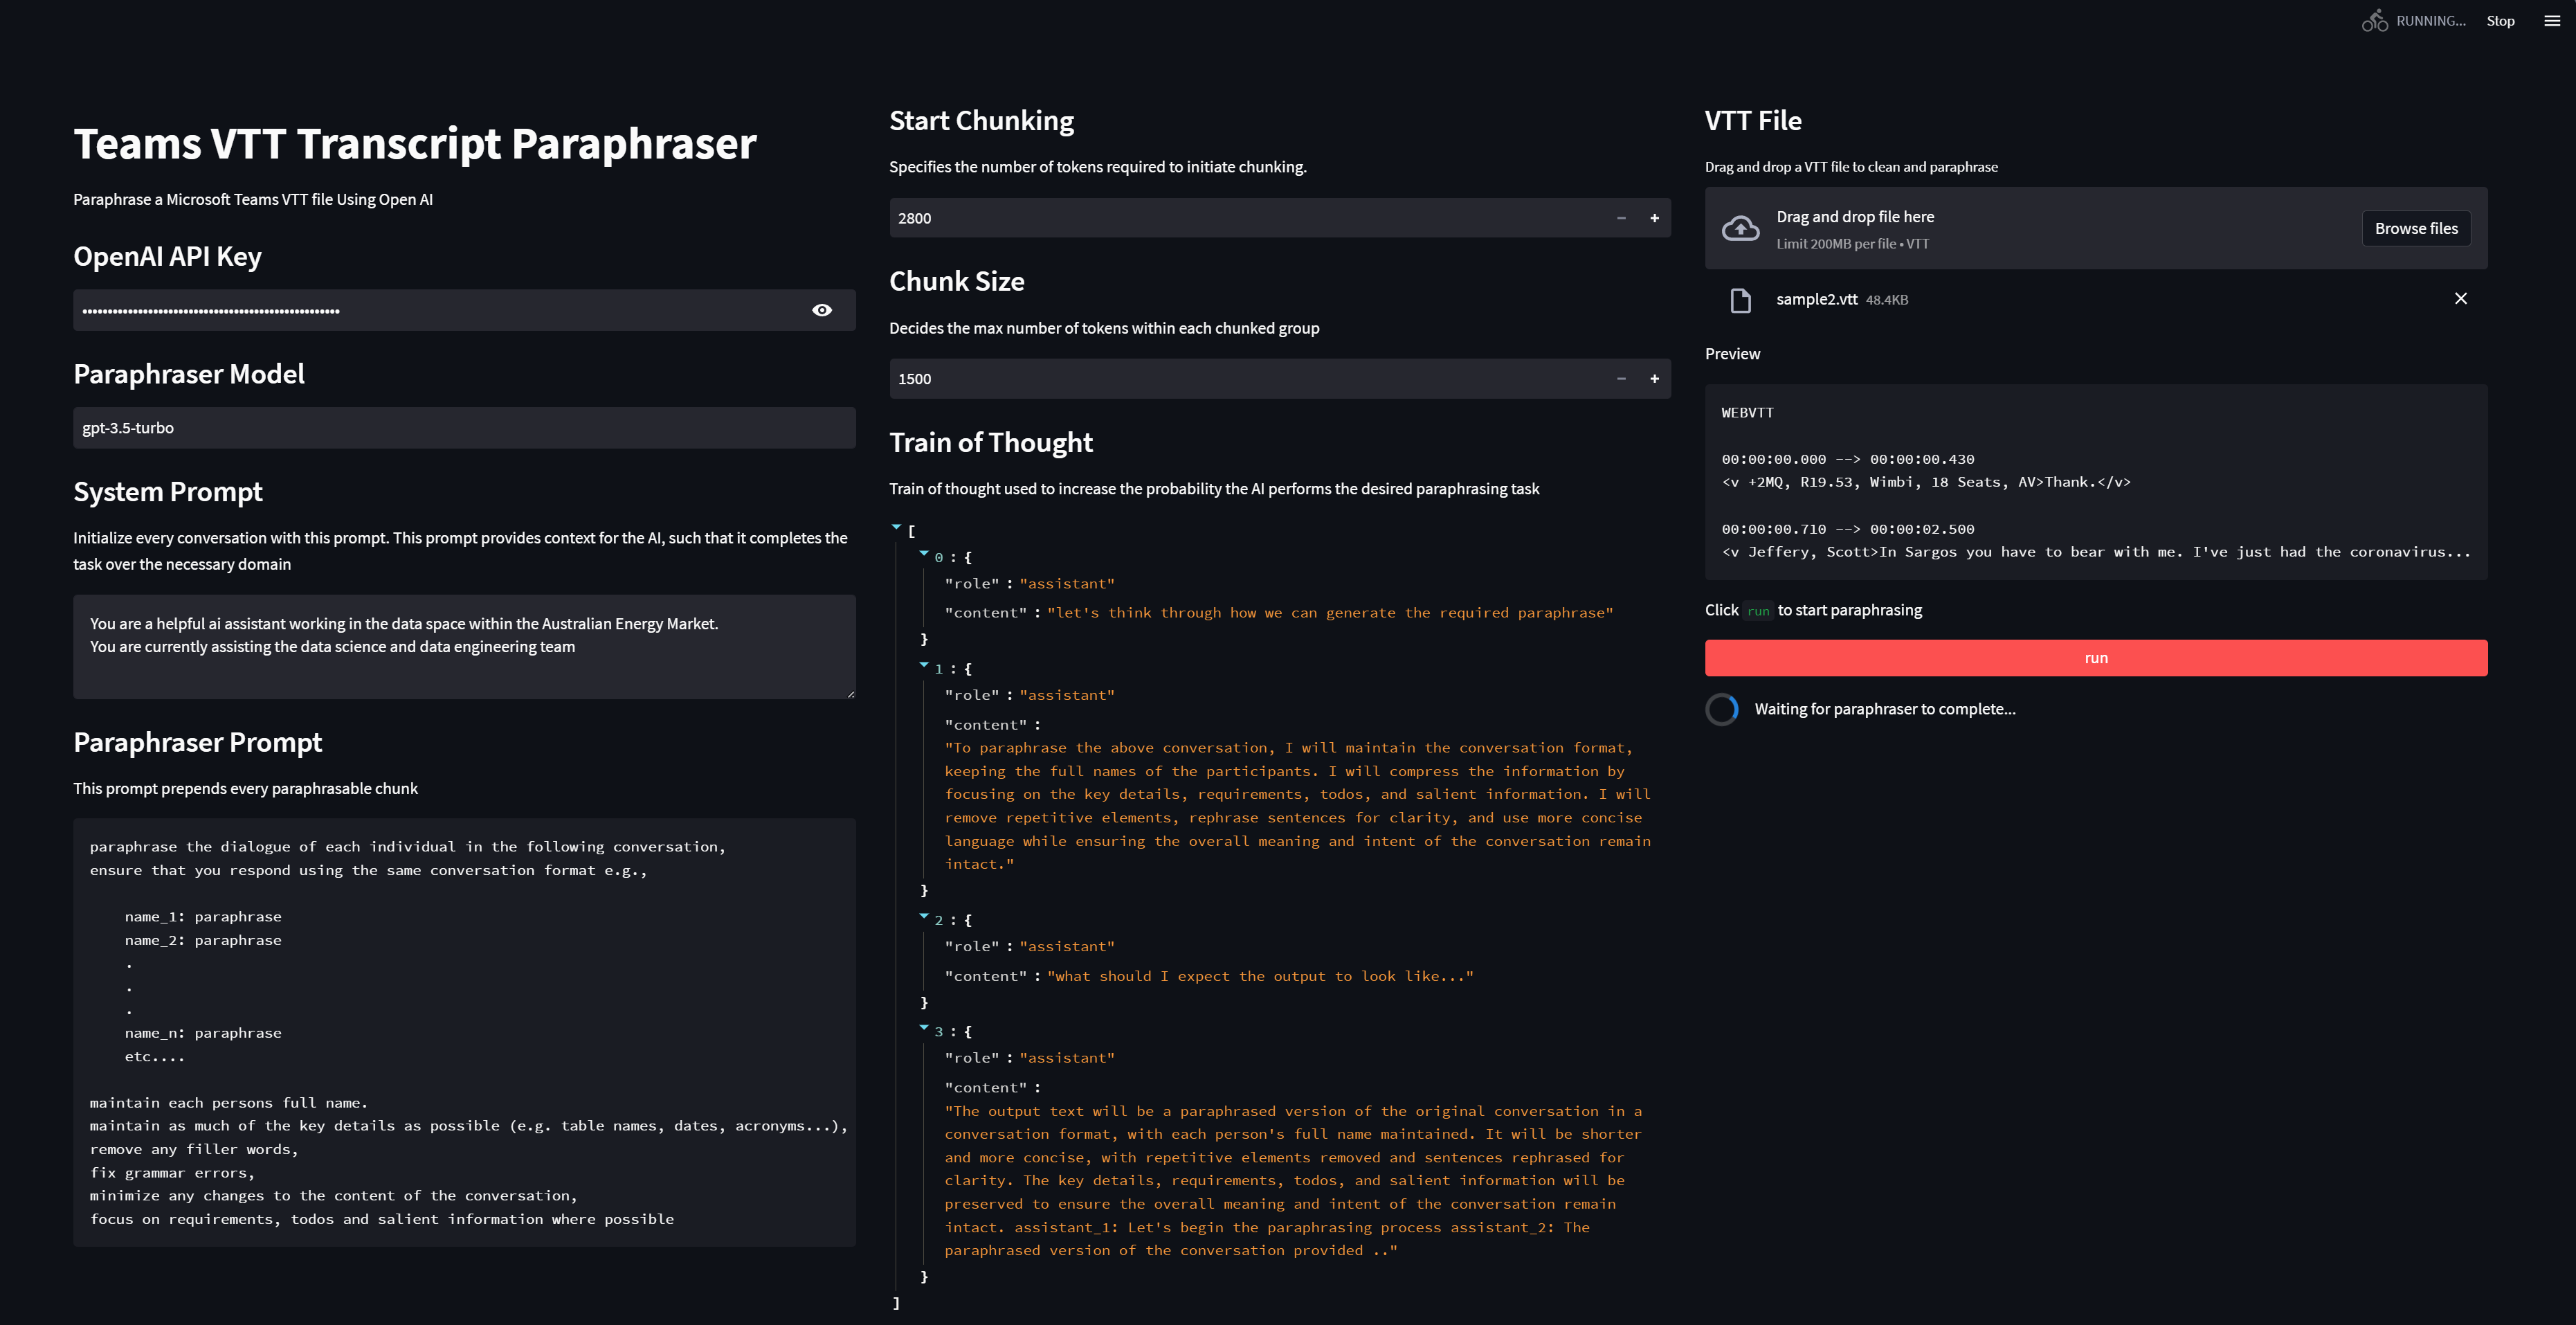 RUNNING...
Stop
Teams VTT Transcript Paraphraser
Paraphrase a Microsoft Teams VTT file Using Open AI
OpenAI API Key
••••••••••••••••••••••••••••••••••••••••••••••••••••
Paraphraser Model
gpt-3.5-turbo
System Prompt
Initialize every conversation with this prompt. This prompt provides context for the AI, such that it completes the
task over the necessary domain
You are a helpful ai assistant working in the data space within the Australian Energy Market.
You are currently assisting the data science and data engineering team
Paraphraser Prompt
This prompt prepends every paraphrasable chunk
paraphrase the dialogue of each individual in the following conversation,
ensure that you respond using the same conversation format e.g.,
name_1: paraphrase
name_2: paraphrase
.
.
.
name_n: paraphrase
etc....
maintain each persons full name.
maintain as much of the key details as possible (e.g. table names, dates, acronyms...),
remove any filler words,
fix grammar errors,
minimize any changes to the content of the conversation,
focus on requirements, todos and salient information where possible
Start Chunking
Specifies the number of tokens required to initiate chunking.
2800
− +
Chunk Size
Decides the max number of tokens within each chunked group
1500
− +
Train of Thought
Train of thought used to increase the probability the AI performs the desired paraphrasing task
[
0 : {
"role" : "assistant"
"content" : "let's think through how we can generate the required paraphrase"
}
1 : {
"role" : "assistant"
"content" :
"To paraphrase the above conversation, I will maintain the conversation format,
keeping the full names of the participants. I will compress the information by
focusing on the key details, requirements, todos, and salient information. I will
remove repetitive elements, rephrase sentences for clarity, and use more concise
language while ensuring the overall meaning and intent of the conversation remain
intact."
}
2 : {
"role" : "assistant"
"content" : "what should I expect the output to look like..."
}
3 : {
"role" : "assistant"
"content" :
"The output text will be a paraphrased version of the original conversation in a
conversation format, with each person's full name maintained. It will be shorter
and more concise, with repetitive elements removed and sentences rephrased for
clarity. The key details, requirements, todos, and salient information will be
preserved to ensure the overall meaning and intent of the conversation remain
intact. assistant_1: Let's begin the paraphrasing process assistant_2: The
paraphrased version of the conversation provided .."
}
]
VTT File
Drag and drop a VTT file to clean and paraphrase
Drag and drop file here
Limit 200MB per file • VTT
Browse files
sample2.vtt 48.4KB
Preview
WEBVTT
00:00:00.000 --> 00:00:00.430
<v +2MQ, R19.53, Wimbi, 18 Seats, AV>Thank.</v>
00:00:00.710 --> 00:00:02.500
<v Jeffery, Scott>In Sargos you have to bear with me. I've just had the coronavirus...
Click run to start paraphrasing
run
Waiting for paraphraser to complete...